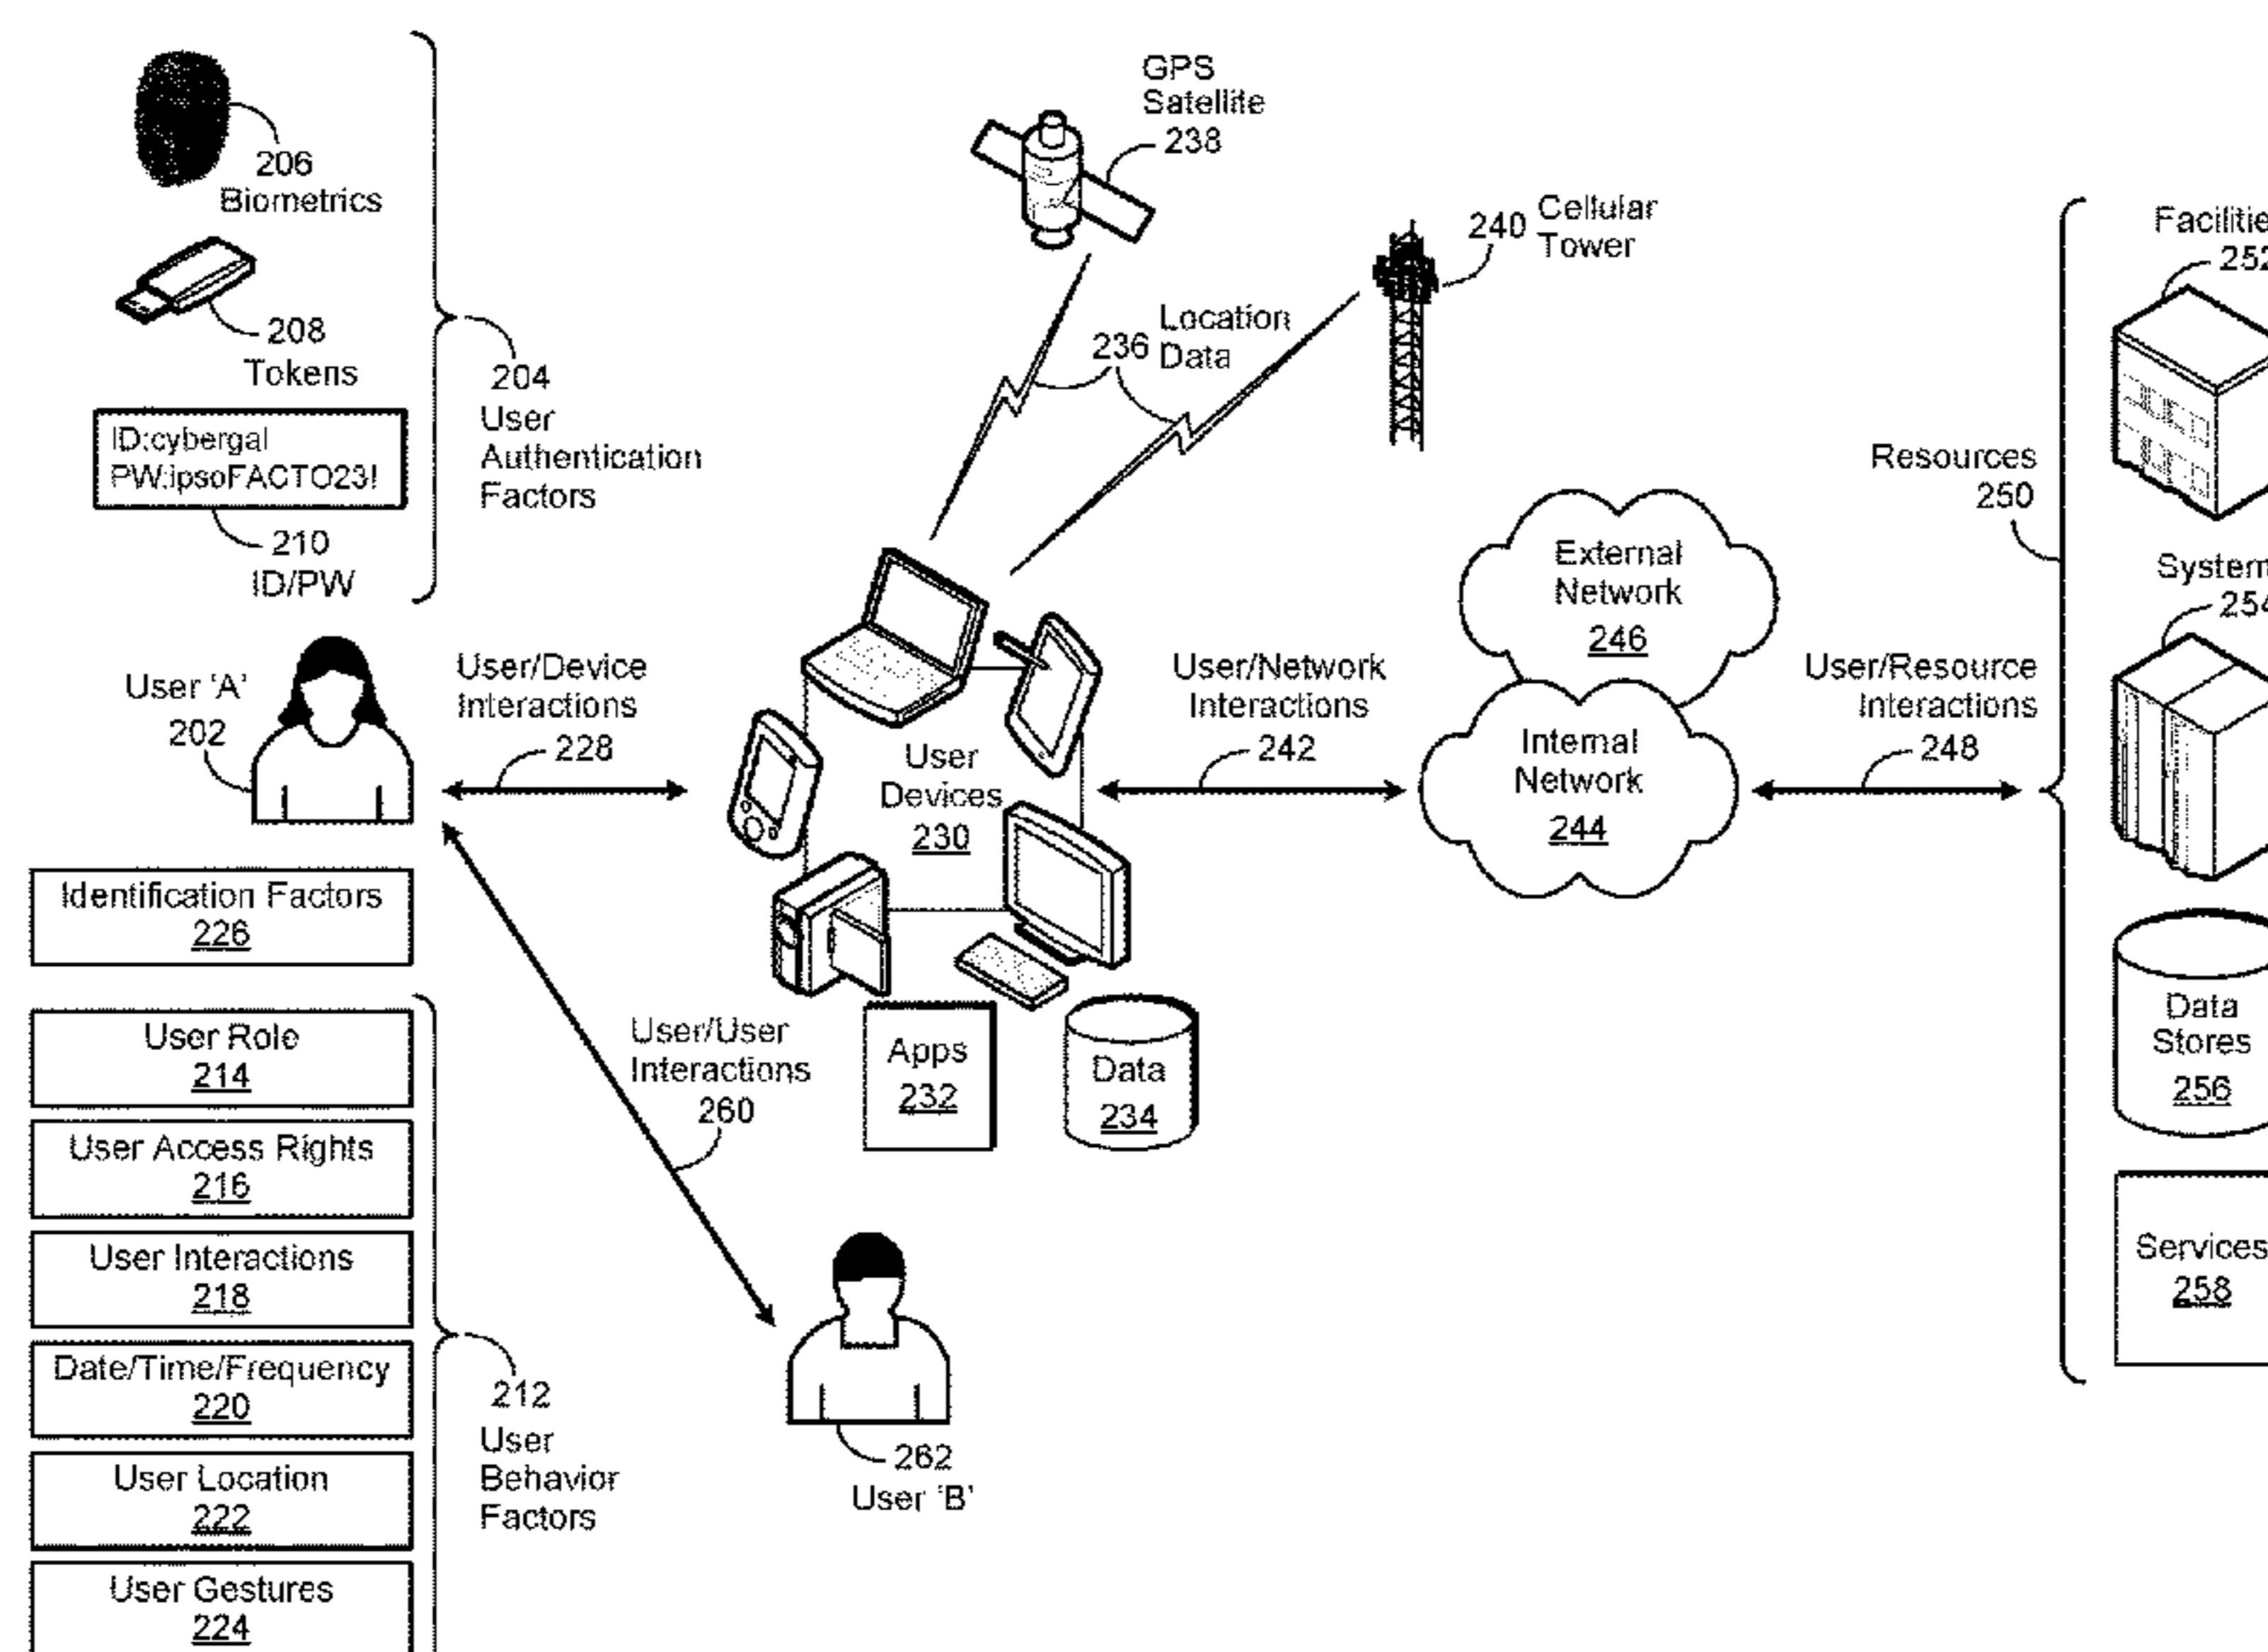 206
Biometrics
208
Tokens
ID:cybergal
PW:ipsoFACTO23!
210
ID/PW
204
User
Authentication
Factors
GPS
Satellite
238
240
Cellular
Tower
236
Location
Data
User 'A'
202
User/Device
Interactions
228
User
Devices
230
User/Network
Interactions
242
External
Network
246
Internal
Network
244
User/Resource
Interactions
248
Resources
250
Facilitie
252
System
254
Data
Stores
256
Services
258
Identification Factors
226
User Role
214
User Access Rights
216
User Interactions
218
Date/Time/Frequency
220
User Location
222
User Gestures
224
212
User
Behavior
Factors
User/User
Interactions
260
Apps
232
Data
234
262
User 'B'